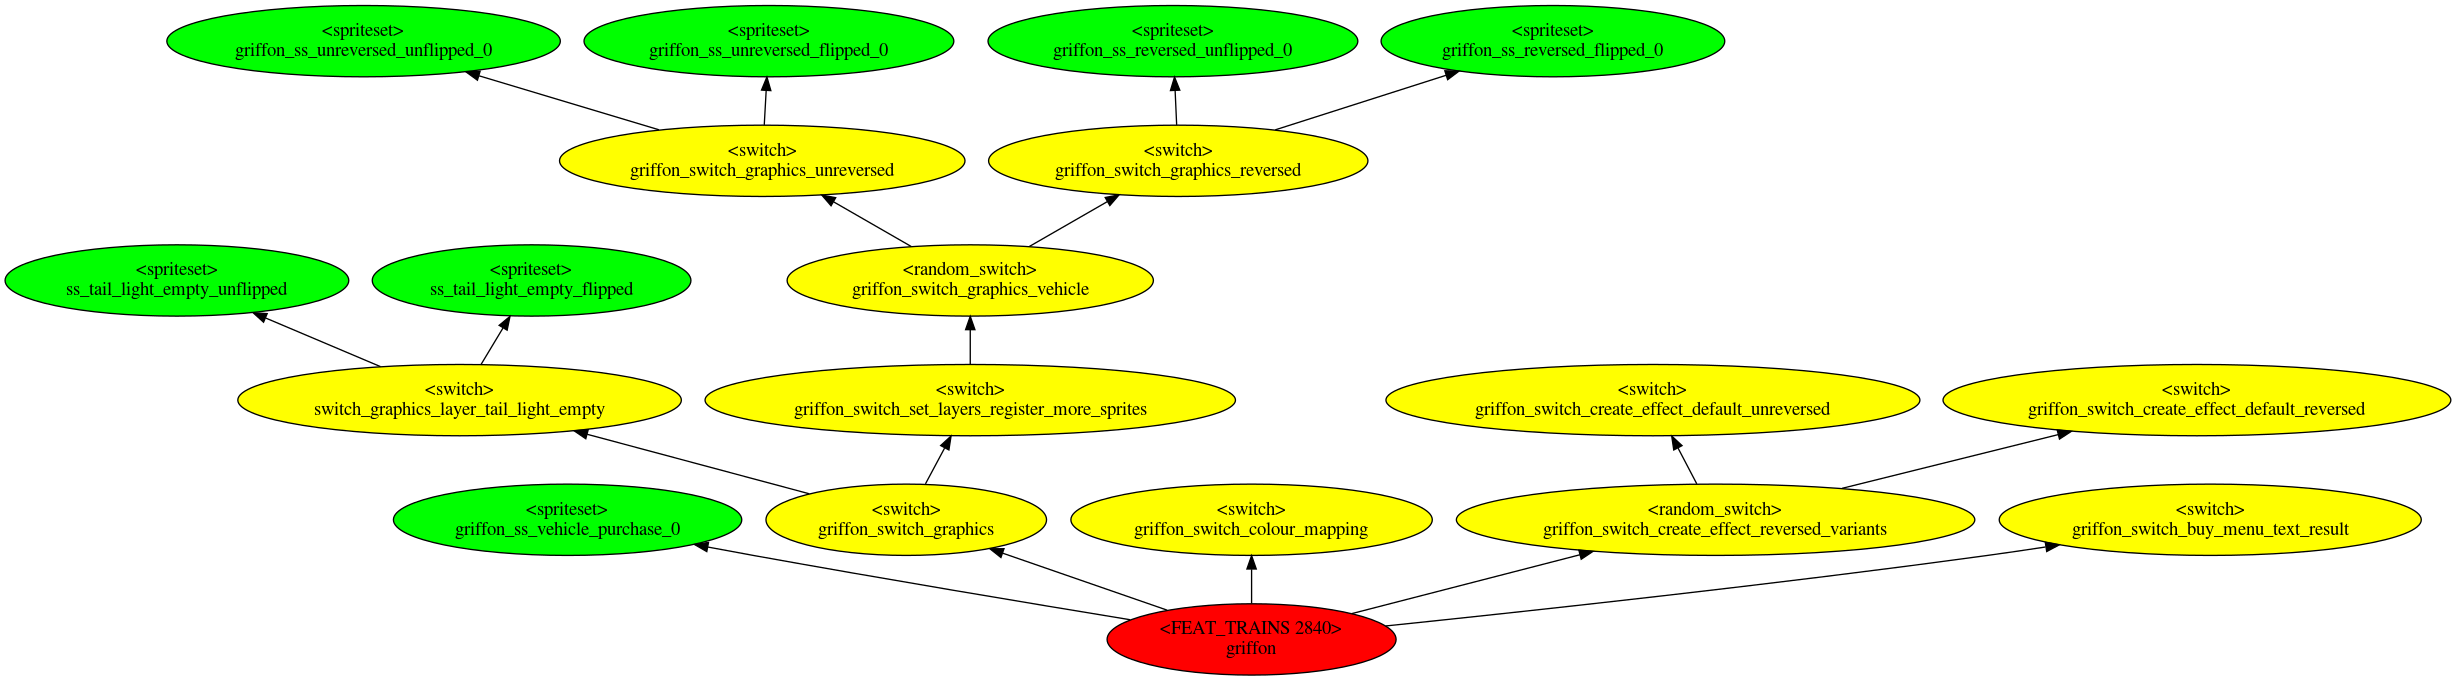 <spriteset>
griffon_ss_unreversed_unflipped_0
<spriteset>
griffon_ss_unreversed_flipped_0
<spriteset>
griffon_ss_reversed_unflipped_0
<spriteset>
griffon_ss_reversed_flipped_0
<switch>
griffon_switch_graphics_unreversed
<switch>
griffon_switch_graphics_reversed
<spriteset>
ss_tail_light_empty_unflipped
<spriteset>
ss_tail_light_empty_flipped
<random_switch>
griffon_switch_graphics_vehicle
<switch>
switch_graphics_layer_tail_light_empty
<switch>
griffon_switch_set_layers_register_more_sprites
<switch>
griffon_switch_create_effect_default_unreversed
<switch>
griffon_switch_create_effect_default_reversed
<spriteset>
griffon_ss_vehicle_purchase_0
<switch>
griffon_switch_graphics
<switch>
griffon_switch_colour_mapping
<random_switch>
griffon_switch_create_effect_reversed_variants
<switch>
griffon_switch_buy_menu_text_result
<FEAT_TRAINS 2840>
griffon